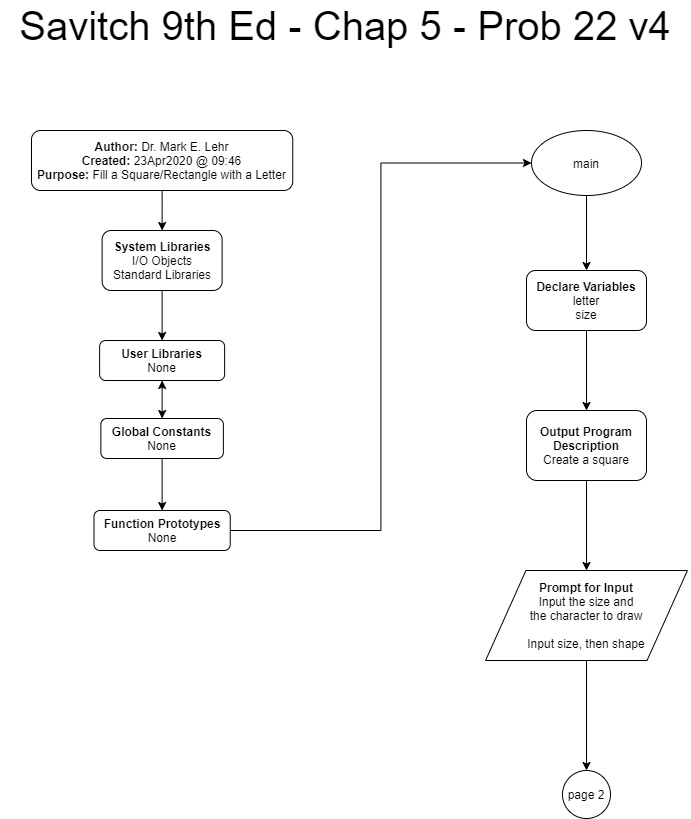 Savitch 9th Ed - Chap 5 - Prob 22 v4
Author: Dr. Mark E. Lehr
Created: 23Apr2020 @ 09:46
Purpose: Fill a Square/Rectangle with a Letter
System Libraries
I/O Objects
Standard Libraries
User Libraries
None
Global Constants
None
Function Prototypes
None
main
Declare Variables
letter
size
Output Program
Description
Create a square
Prompt for Input
Input the size and
the character to draw
Input size, then shape
page 2